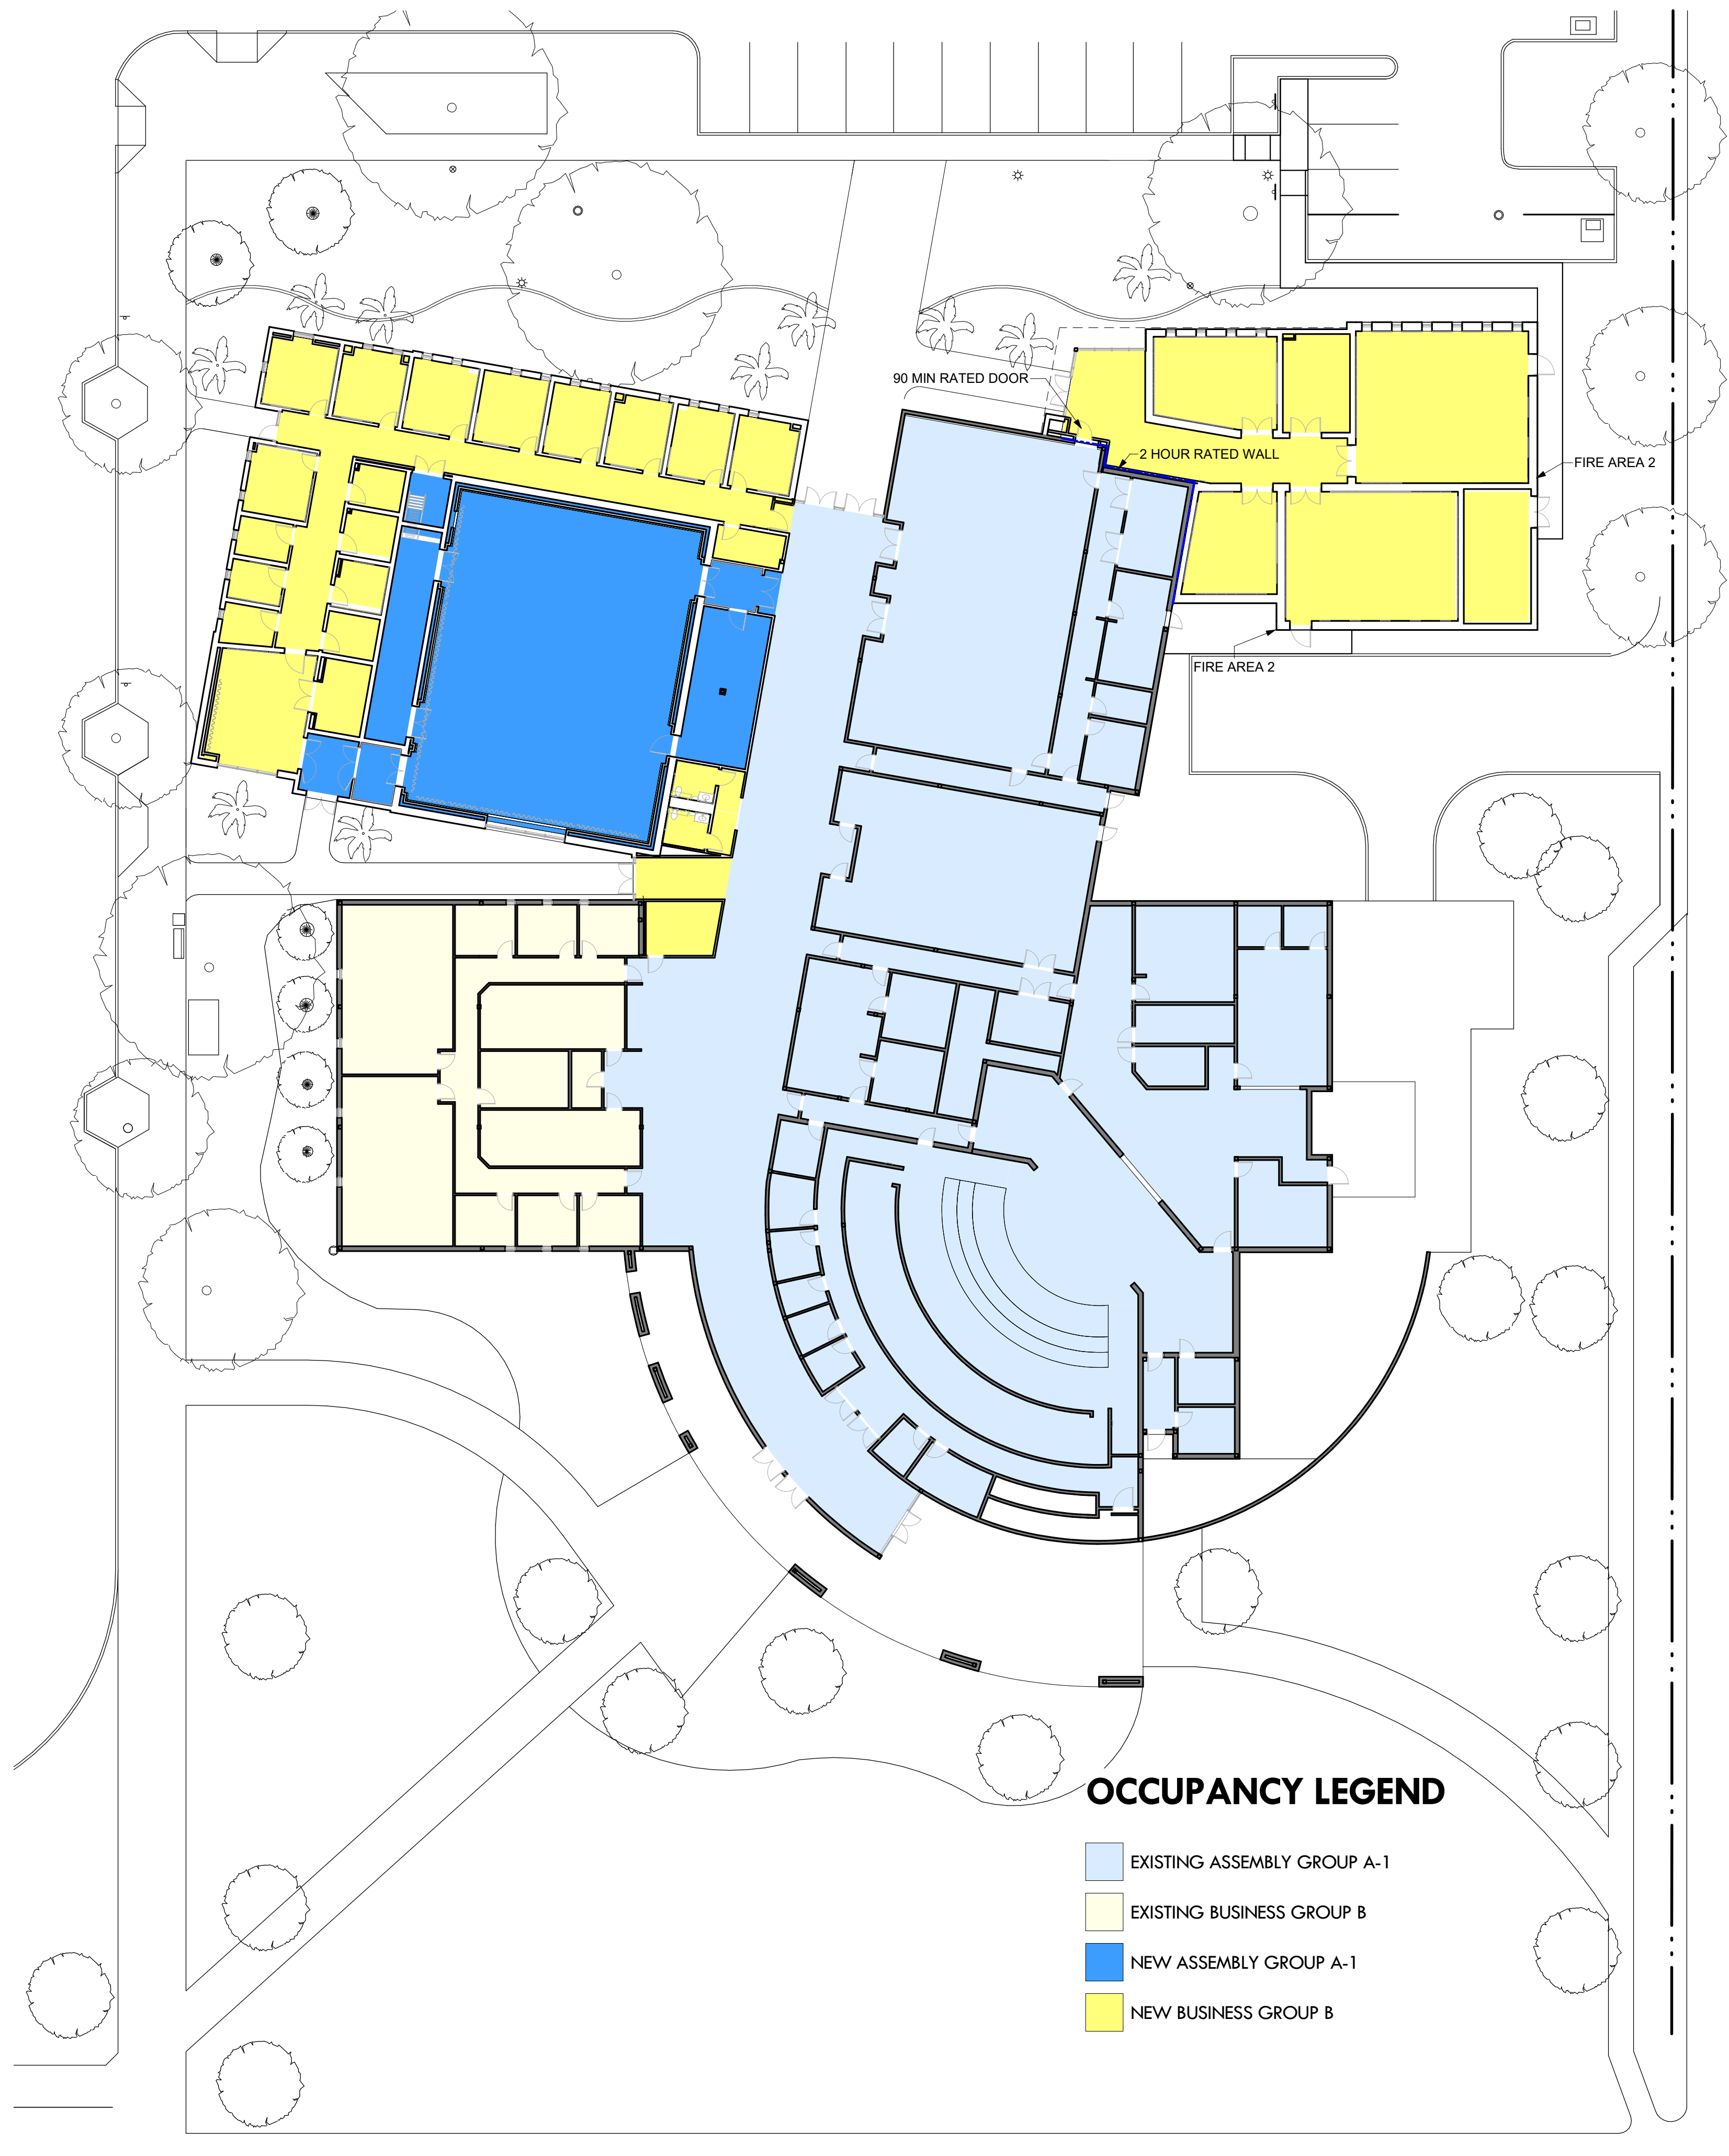 90 MIN RATED DOOR
2 HOUR RATED WALL
FIRE AREA 2
FIRE AREA 2
OCCUPANCY LEGEND
EXISTING ASSEMBLY GROUP A-1
EXISTING BUSINESS GROUP B
NEW ASSEMBLY GROUP A-1
NEW BUSINESS GROUP B